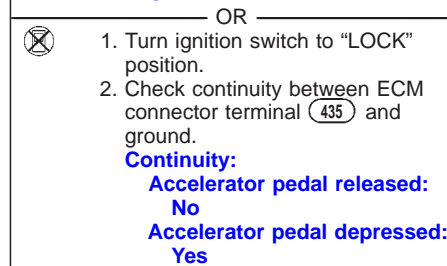 OR
1. Turn ignition switch to “LOCK”
position.
2. Check continuity between ECM
connector terminal 435 and
ground.
Continuity:
Accelerator pedal released:
No
Accelerator pedal depressed:
Yes